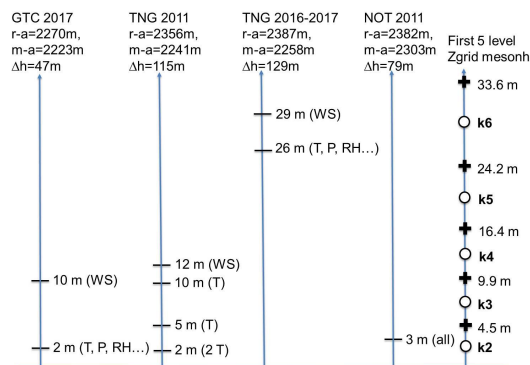 GTC 2017
r-a=2270m,
m-a=2223m
Δh=47m
TNG 2011
r-a=2356m,
m-a=2241m
Δh=115m
TNG 2016-2017
r-a=2387m,
m-a=2258m
Δh=129m
NOT 2011
r-a=2382m,
m-a=2303m
Δh=79m
First 5 level
Zgrid mesonh
10 m (WS)
2 m (T, P, RH...)
12 m (WS)
10 m (T)
5 m (T)
2 m (2 T)
29 m (WS)
26 m (T, P, RH...)
3 m (all)
33.6 m
k6
24.2 m
k5
16.4 m
k4
9.9 m
k3
4.5 m
k2